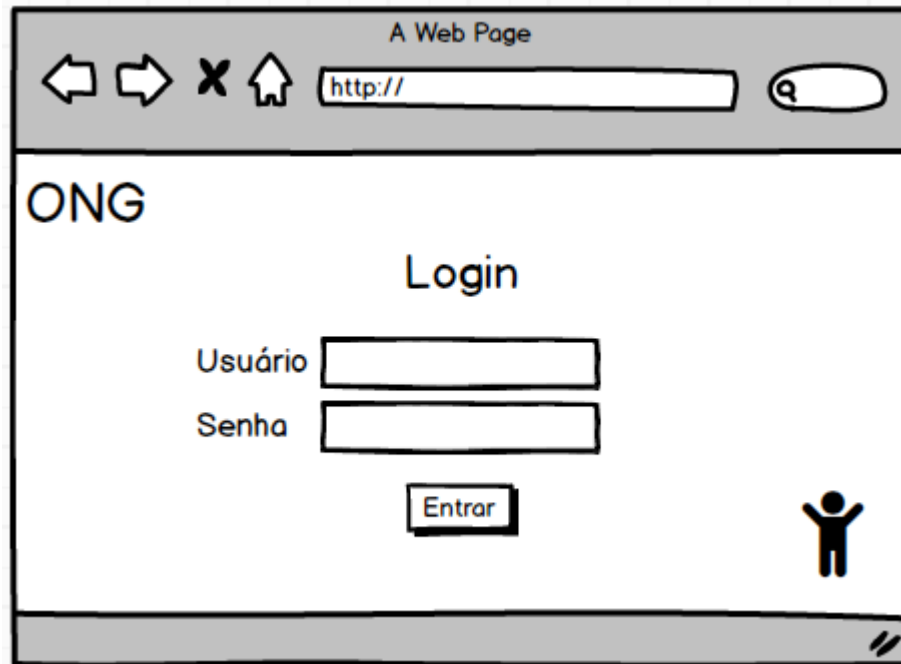 A Web Page
http://
ONG
Login
Usuário
Senha
Entrar